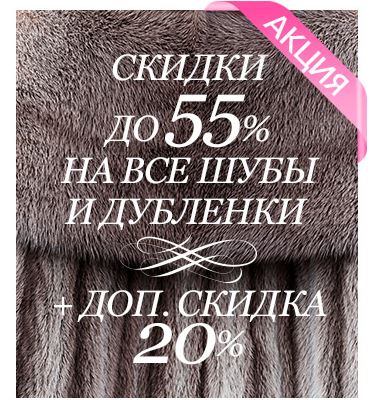 АКЦИЯ
СКИДКИ
ДО 55%
НА ВСЕ ШУБЫ
И ДУБЛЕНКИ
+ ДОП. СКИДКА
20%